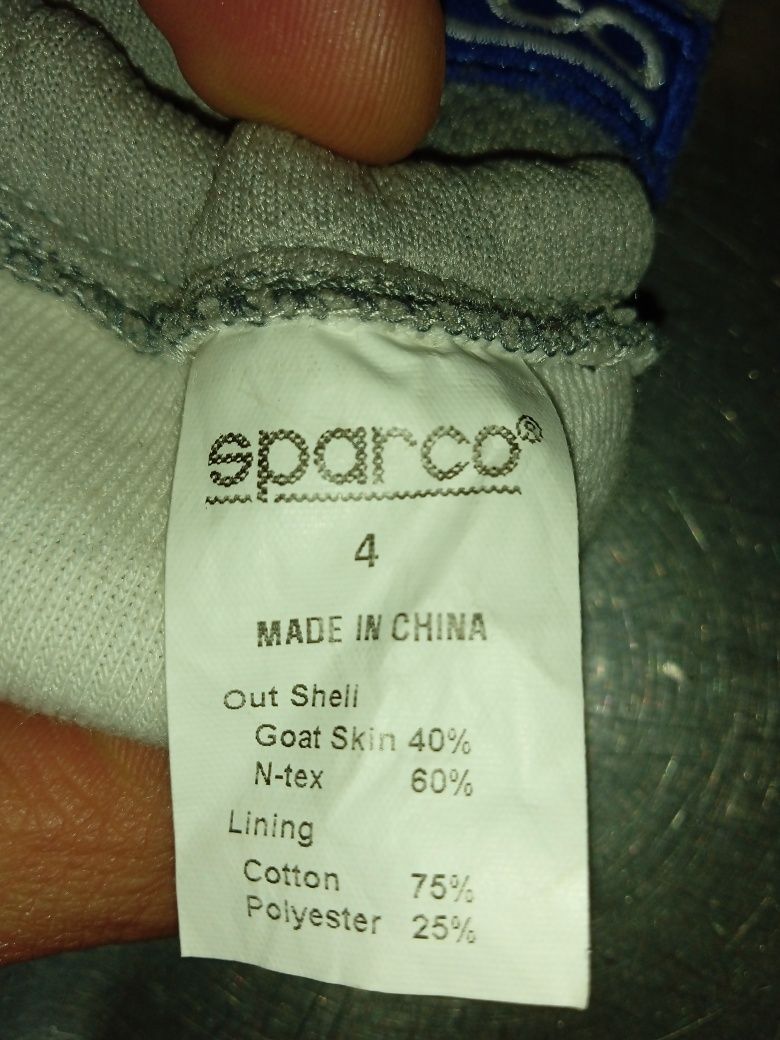 sparco®
4
MADE IN CHINA
Out Shell
Goat Skin 40%
N-tex 60%
Lining
Cotton 75%
Polyester 25%